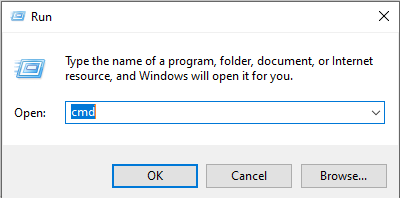 Run
Type the name of a program, folder, document, or Internet
resource, and Windows will open it for you.
Open: cmd
OK Cancel Browse...